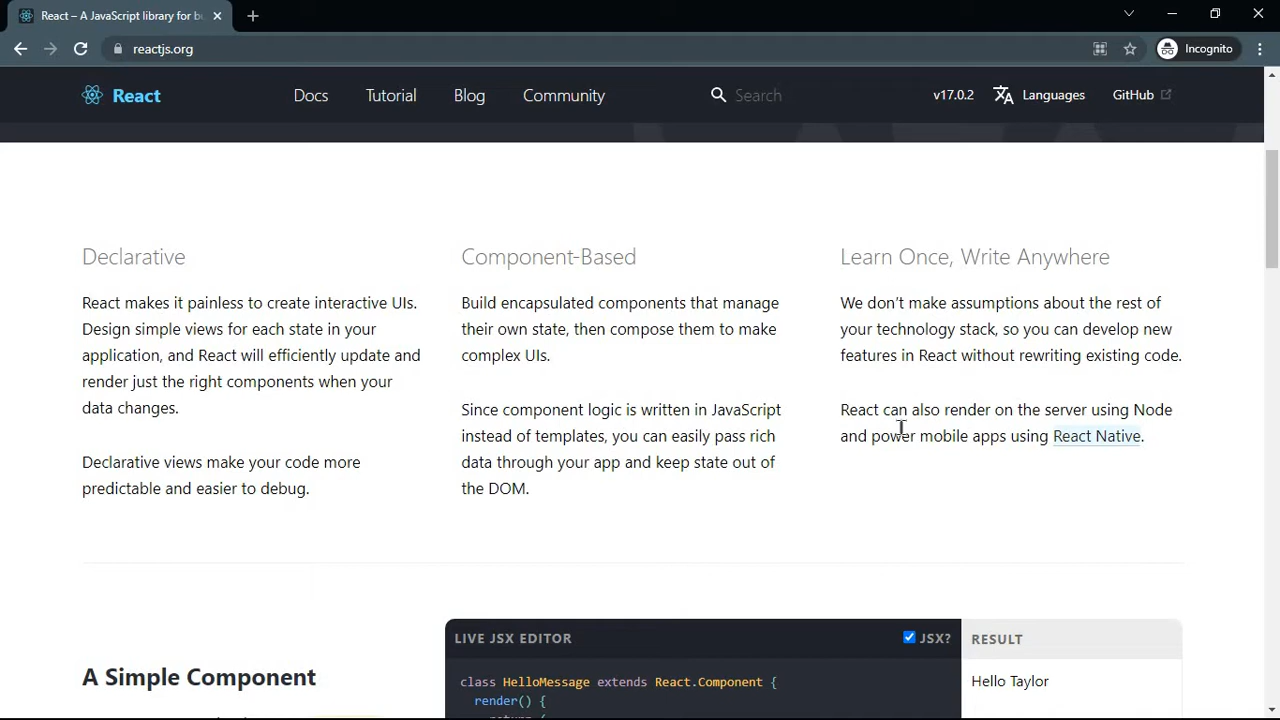 React – A JavaScript library for bu
reactjs.org
Incognito
React
Docs
Tutorial
Blog
Community
Search
v17.0.2
Languages
GitHub
Declarative
React makes it painless to create interactive UIs.
Design simple views for each state in your
application, and React will efficiently update and
render just the right components when your
data changes.
Declarative views make your code more
predictable and easier to debug.
Component-Based
Build encapsulated components that manage
their own state, then compose them to make
complex UIs.
Since component logic is written in JavaScript
instead of templates, you can easily pass rich
data through your app and keep state out of
the DOM.
Learn Once, Write Anywhere
We don’t make assumptions about the rest of
your technology stack, so you can develop new
features in React without rewriting existing code.
React can also render on the server using Node
and power mobile apps using React Native.
A Simple Component
LIVE JSX EDITOR
JSX?
class HelloMessage extends React.Component {
render() {
RESULT
Hello Taylor